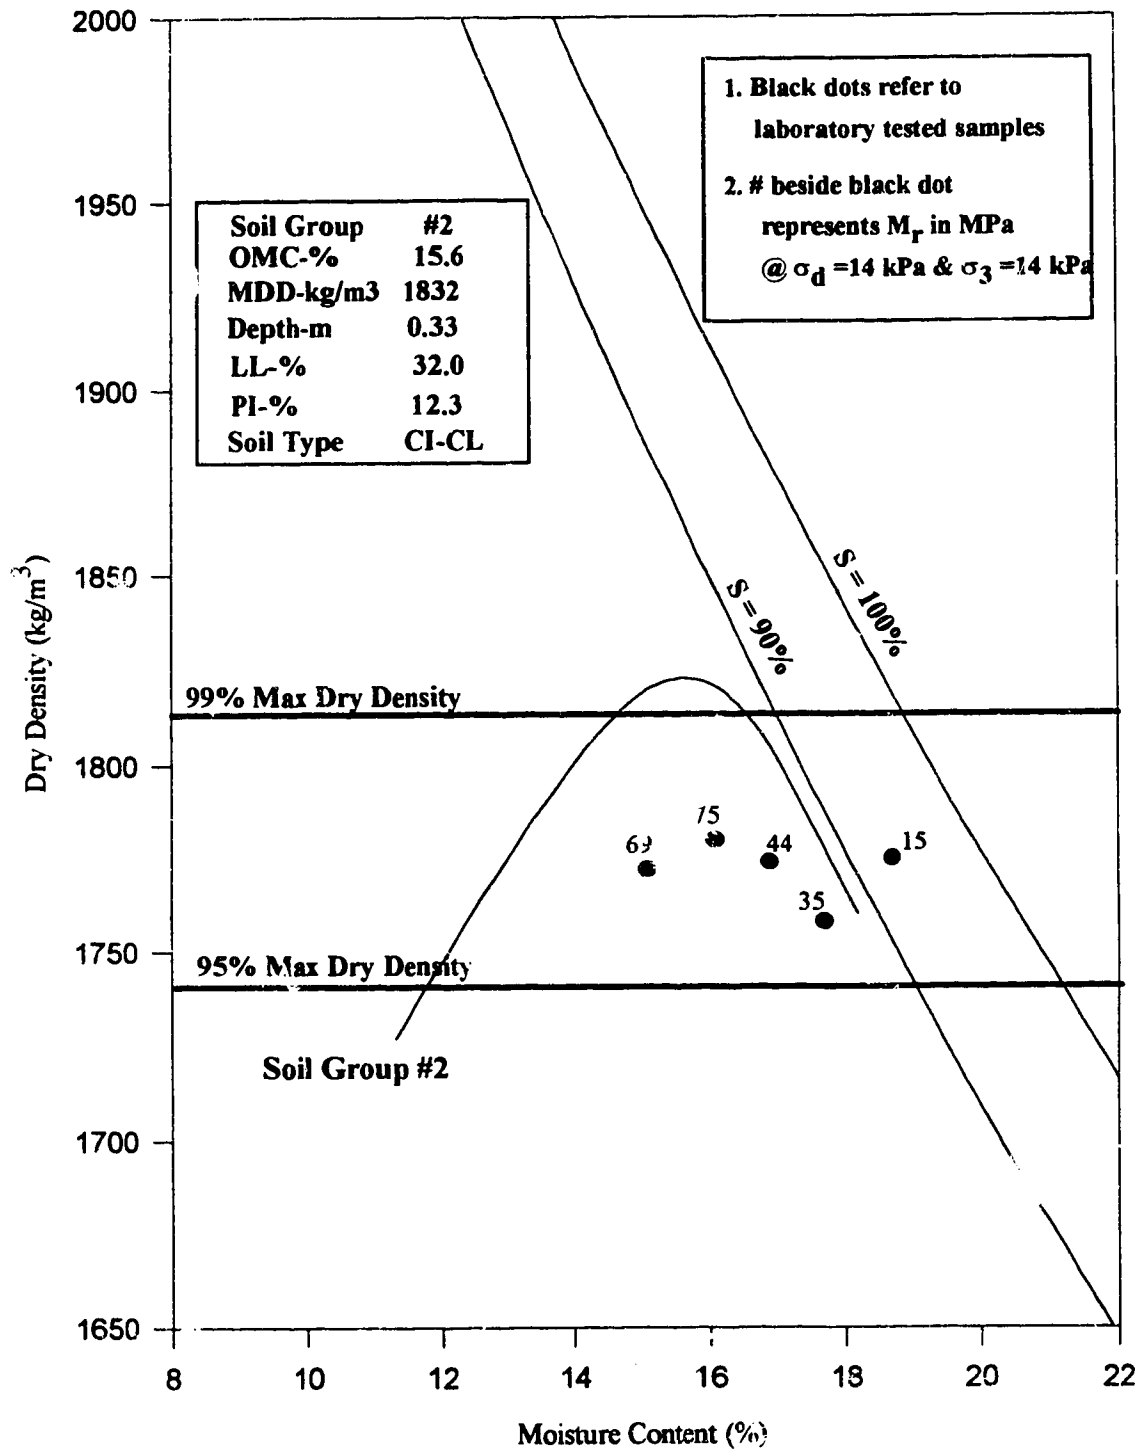 2000
1950
1900
1850
1800
1750
1700
1650
Dry Density (kg/m³)
1. Black dots refer to
laboratory tested samples
2. # beside black dot
represents Mr in MPa
@ σd =14 kPa & σ3 =14 kPa
Soil Group #2
OMC-% 15.6
MDD-kg/m3 1832
Depth-m 0.33
LL-% 32.0
PI-% 12.3
Soil Type CI-CL
S = 100%
S = 90%
99% Max Dry Density
69
44
15
35
95% Max Dry Density
Soil Group #2
8 10 12 14 16 18 20 22
Moisture Content (%)